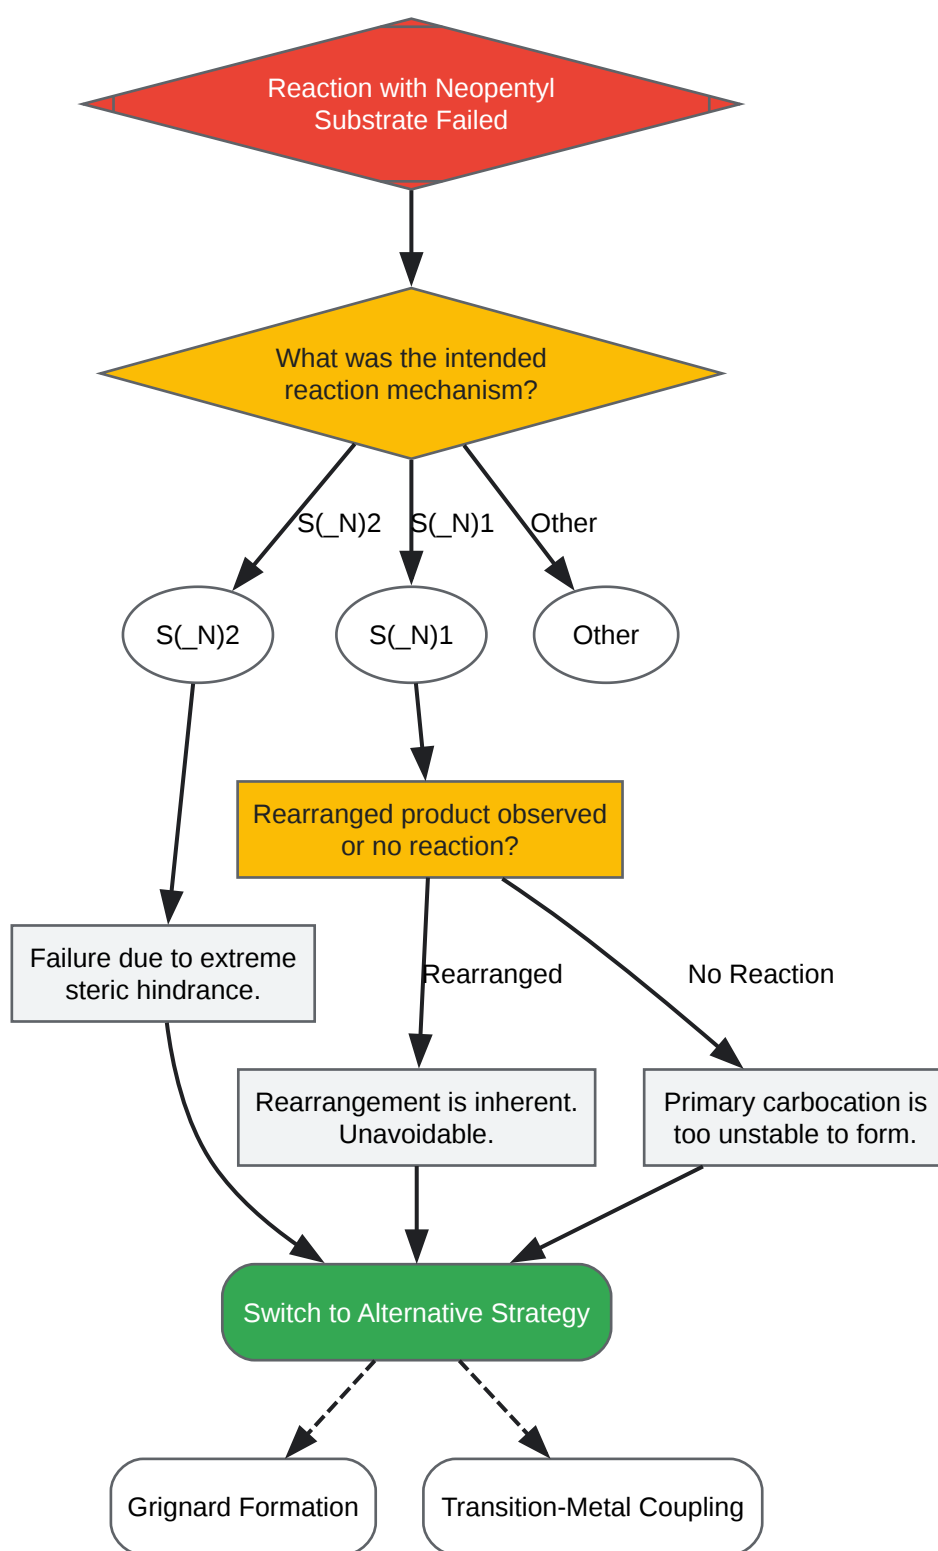 Reaction with Neopentyl
Substrate Failed
What was the intended
reaction mechanism?
S(_N)2
S(_N)1
Other
S(_N)2
S(_N)1
Other
Rearranged product observed
or no reaction?
Failure due to extreme
steric hindrance.
Rearranged
No Reaction
Rearrangement is inherent.
Unavoidable.
Primary carbocation is
too unstable to form.
Switch to Alternative Strategy
Grignard Formation
Transition-Metal Coupling